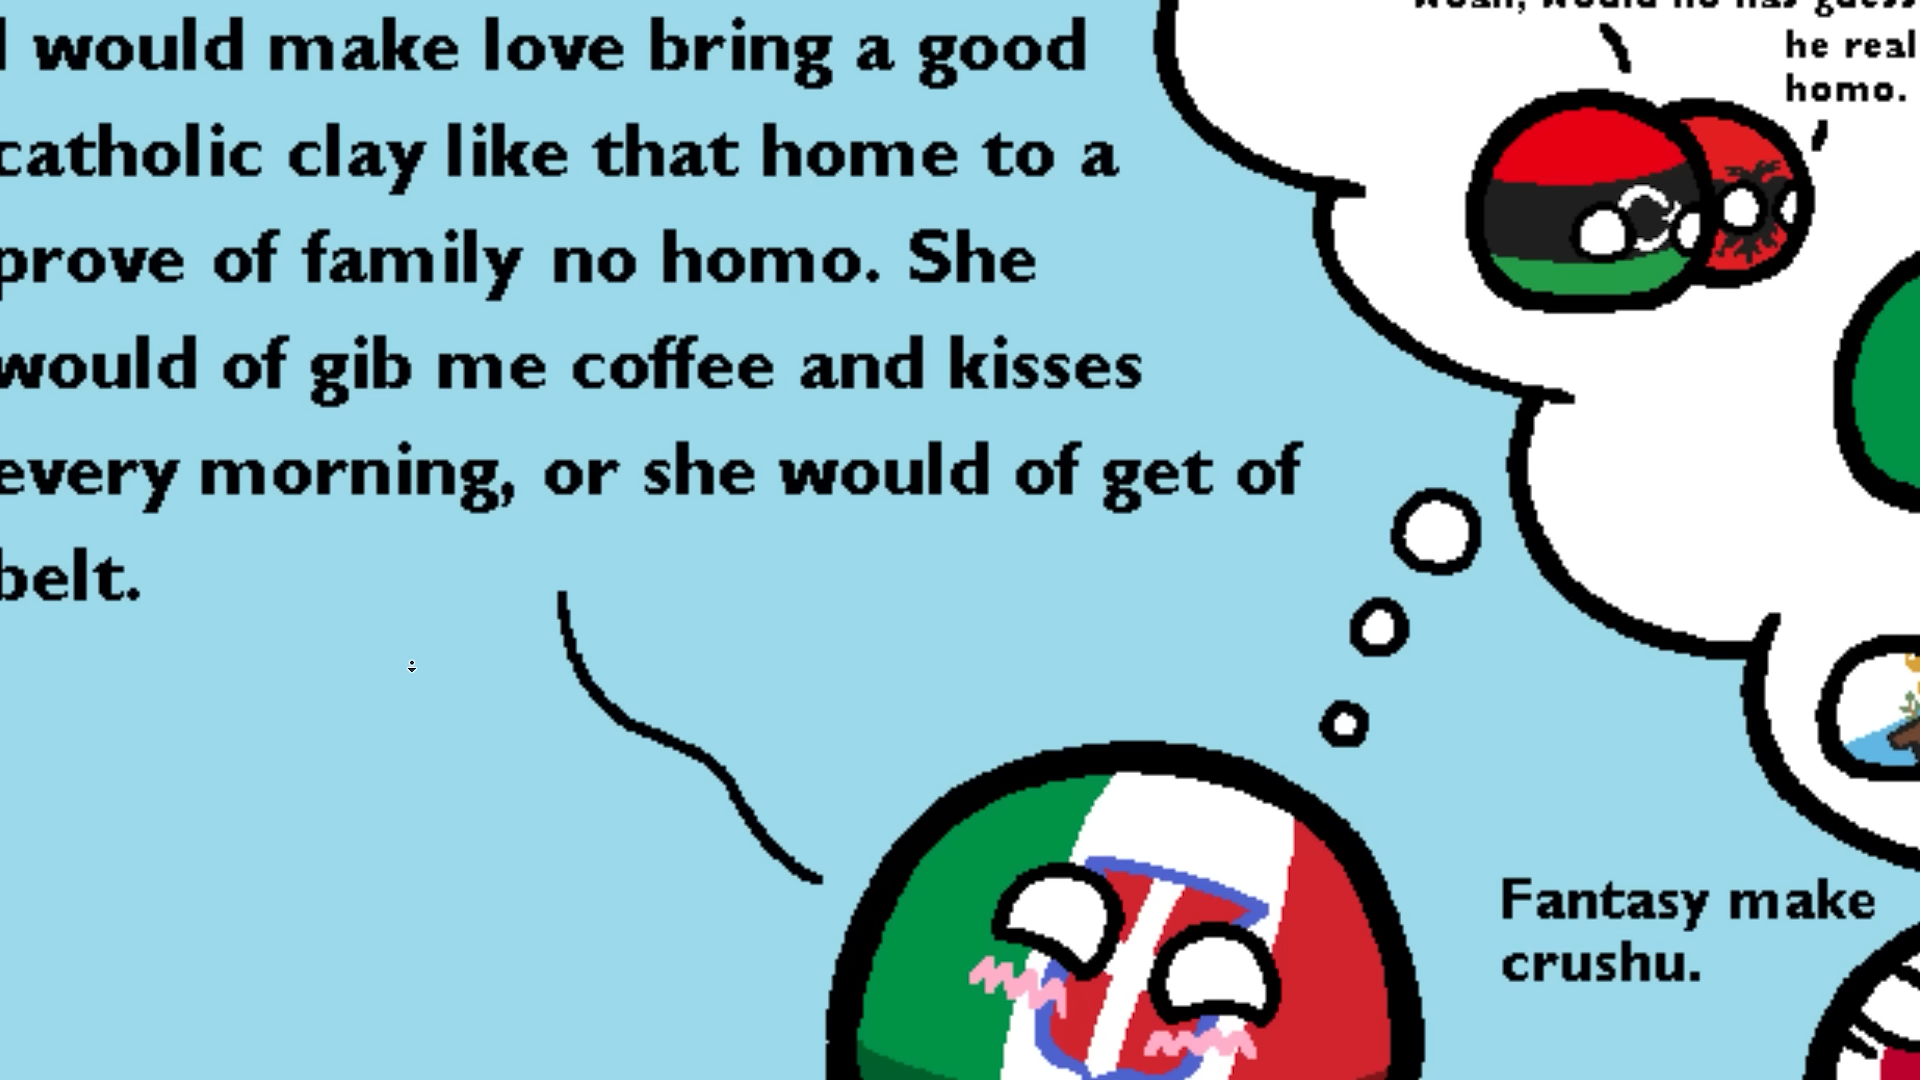 I would make love bring a good
catholic clay like that home to a
prove of family no homo. She
would of gib me coffee and kisses
every morning, or she would of get of
belt.
he real
homo.
Fantasy make
crushu.